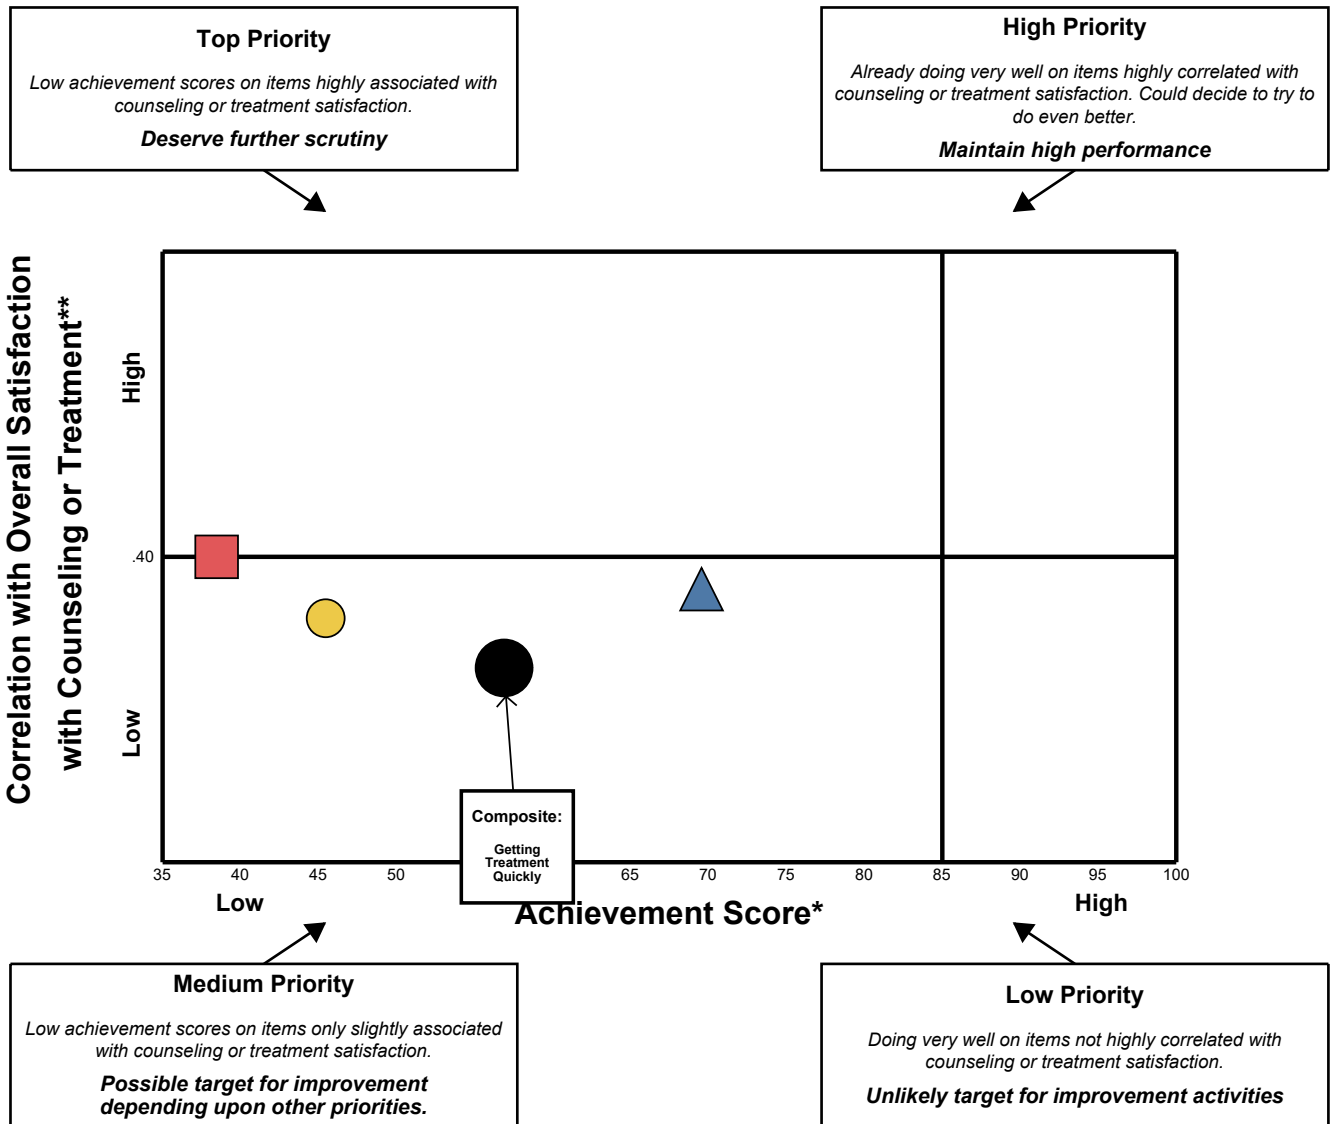 Top Priority
Low achievement scores on items highly associated with
counseling or treatment satisfaction.
Deserve further scrutiny
High Priority
Already doing very well on items highly correlated with
counseling or treatment satisfaction. Could decide to try to
do even better.
Maintain high performance
Correlation with Overall Satisfaction
with Counseling or Treatment**
High
.40
Low
Composite:
Getting
Treatment
Quickly
35 40 45 50 65 70 75 80 85 90 95 100
Low
Achievement Score*
High
Medium Priority
Low achievement scores on items only slightly associated
with counseling or treatment satisfaction.
Possible target for improvement
depending upon other priorities.
Low Priority
Doing very well on items not highly correlated with
counseling or treatment satisfaction.
Unlikely target for improvement activities